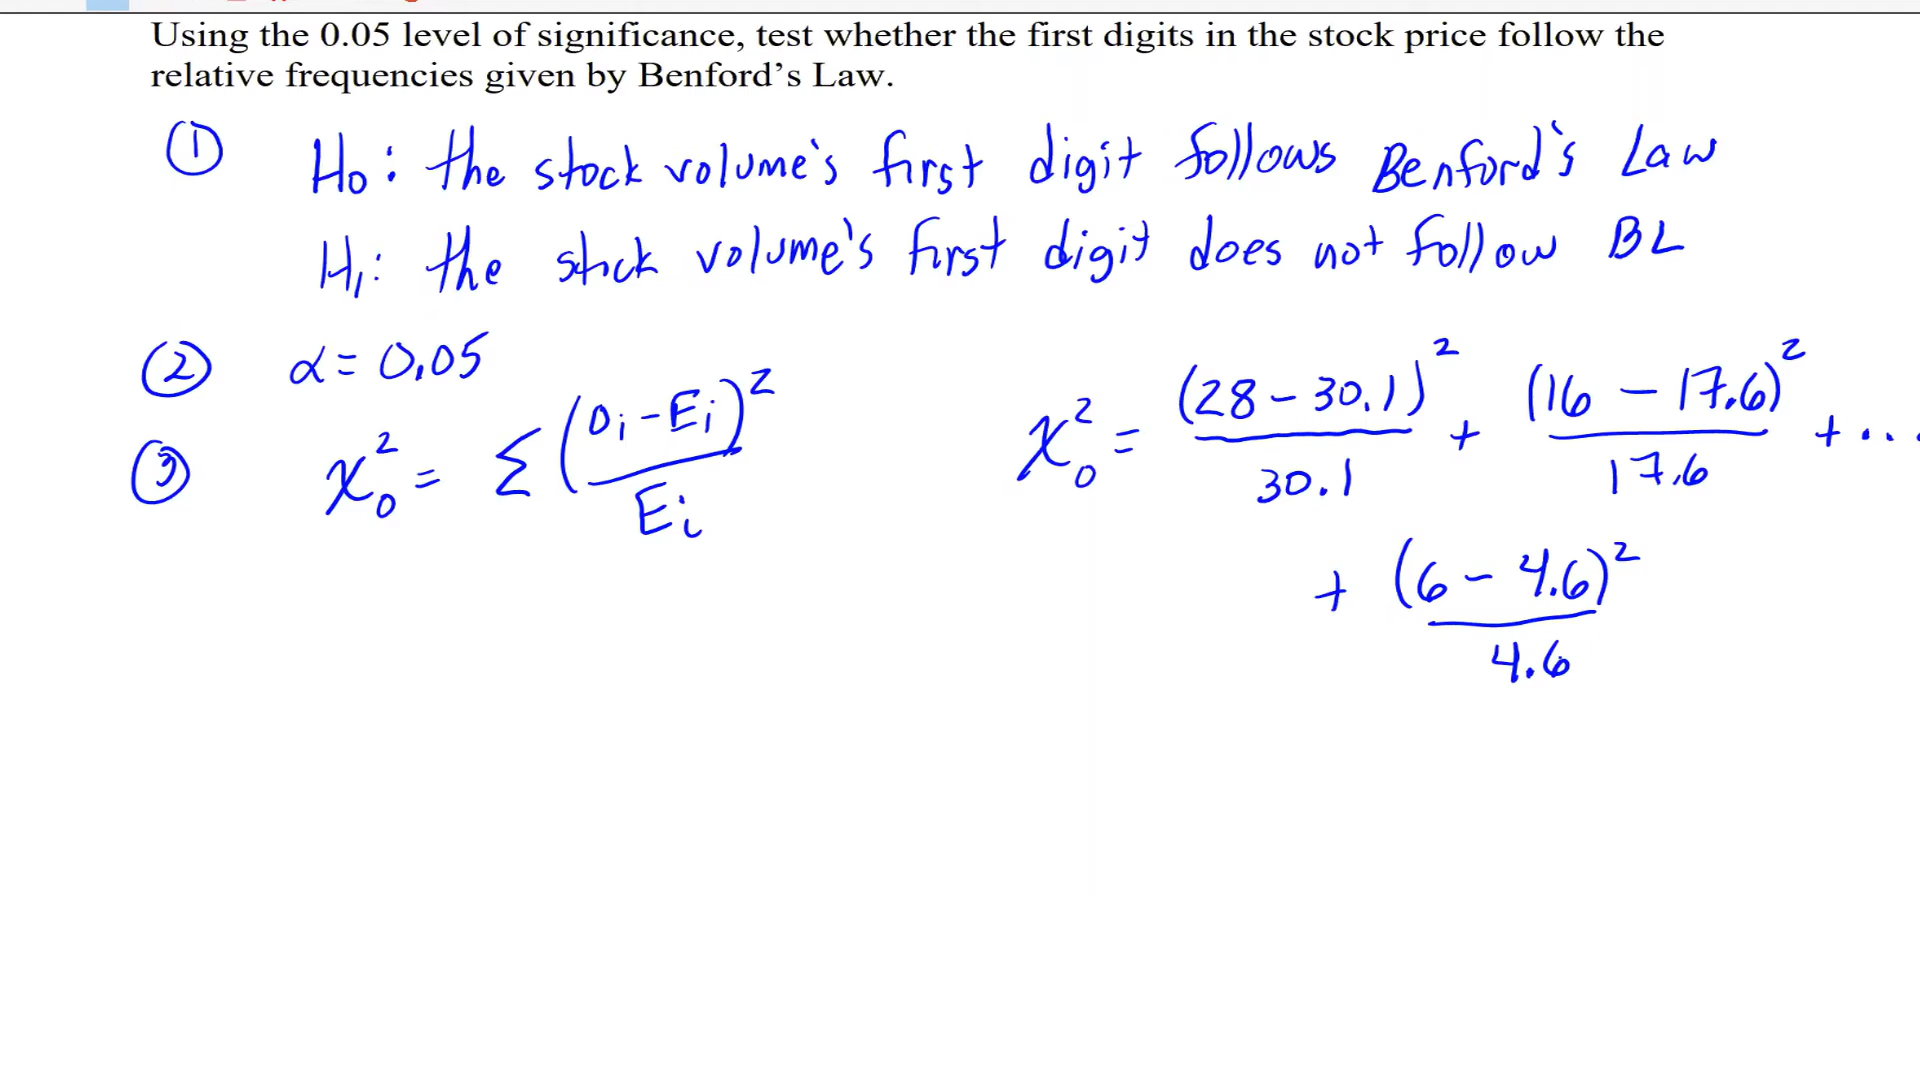 Using the 0.05 level of significance, test whether the first digits in the stock price follow the
relative frequencies given by Benford's Law.
① H₀: the stock volume's first digit follows Benford's Law
H₁: the stock volume's first digit does not follow BL
② α = 0.05
③ χ₀² = Σ (Oᵢ - Eᵢ)² / Eᵢ
χ₀² = (28 - 30.1)² / 30.1 + (16 - 17.6)² / 17.6 + ...
+ (6 - 4.6)² / 4.6